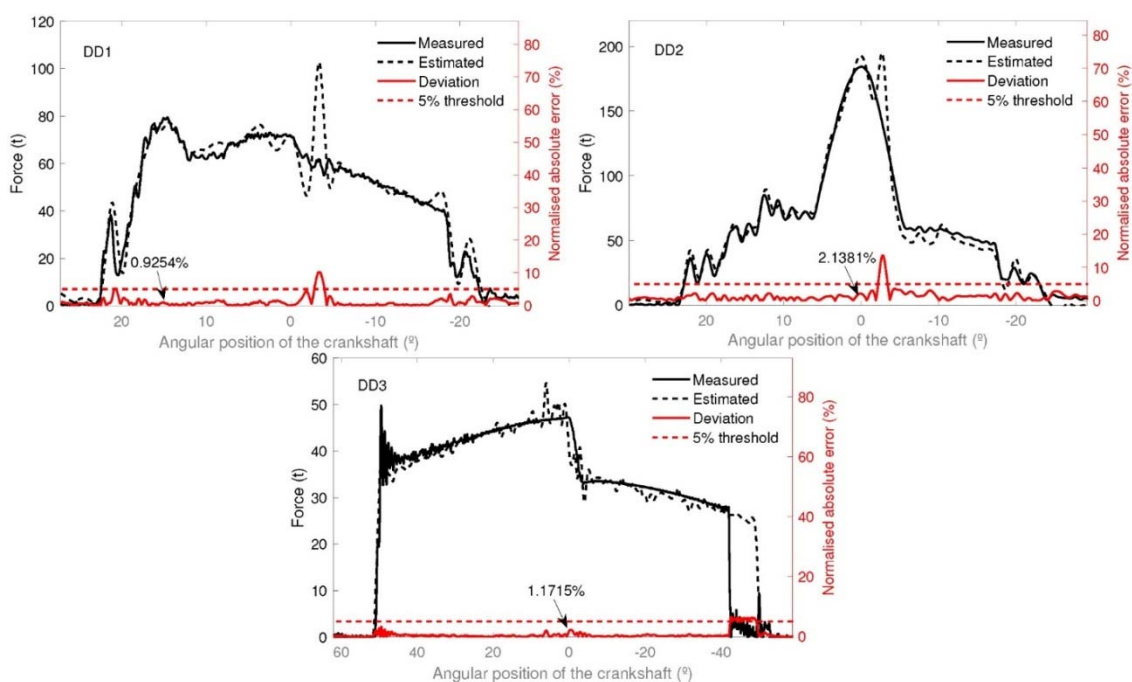 DD1
Measured
Estimated
Deviation
5% threshold
120
100
80
60
40
20
0
80
70
60
50
40
30
20
10
0
0.9254%
20
10
0
-10
-20
Force (t)
Normalised absolute error (%)
Angular position of the crankshaft (º)
DD2
Measured
Estimated
Deviation
5% threshold
200
150
100
50
0
80
70
60
50
40
30
20
10
0
2.1381%
20
10
0
-10
-20
Force (t)
Normalised absolute error (%)
Angular position of the crankshaft (º)
DD3
Measured
Estimated
Deviation
5% threshold
60
50
40
30
20
10
0
80
60
40
20
0
1.1715%
60
40
20
0
-20
-40
Force (t)
Normalised absolute error (%)
Angular position of the crankshaft (º)